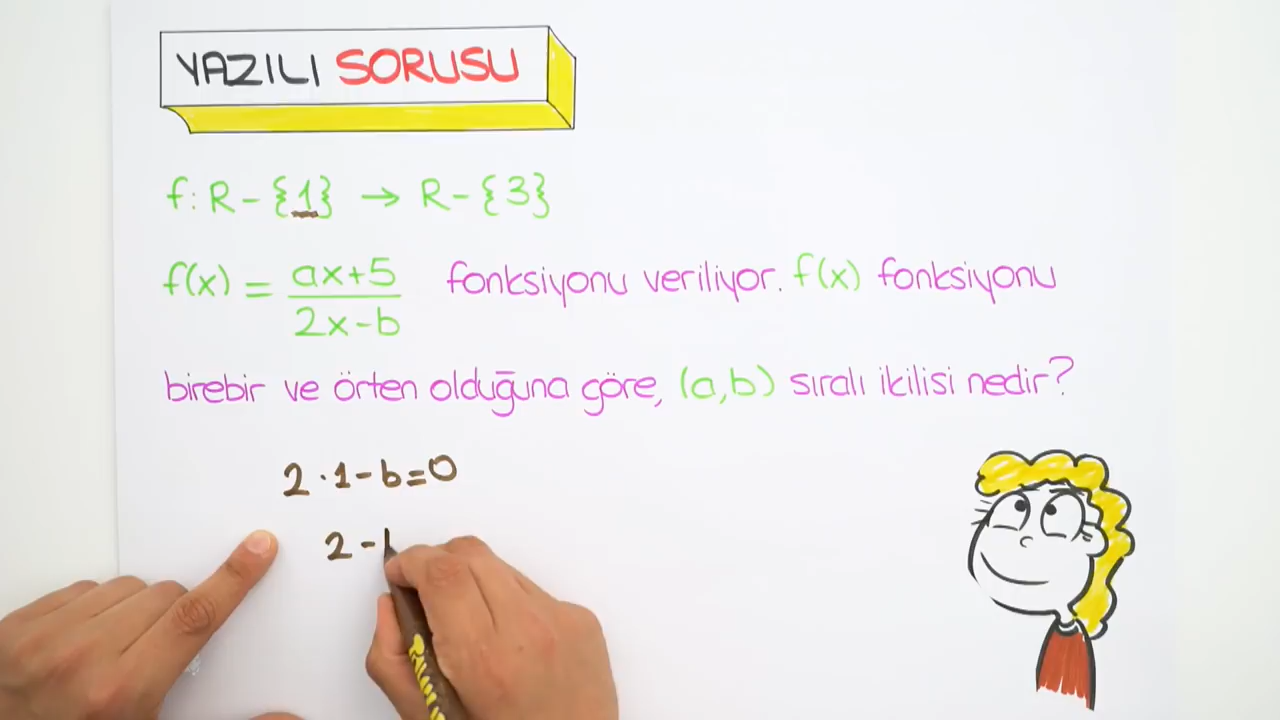 YAZILI SORUSU
f: R - {1} → R - {3}
f(x) = ax+5 / 2x-b fonksiyonu veriliyor. f(x) fonksiyonu
birebir ve örten olduğuna göre, (a,b) sıralı ikilisi nedir?
2 · 1 - b = 0
2 -